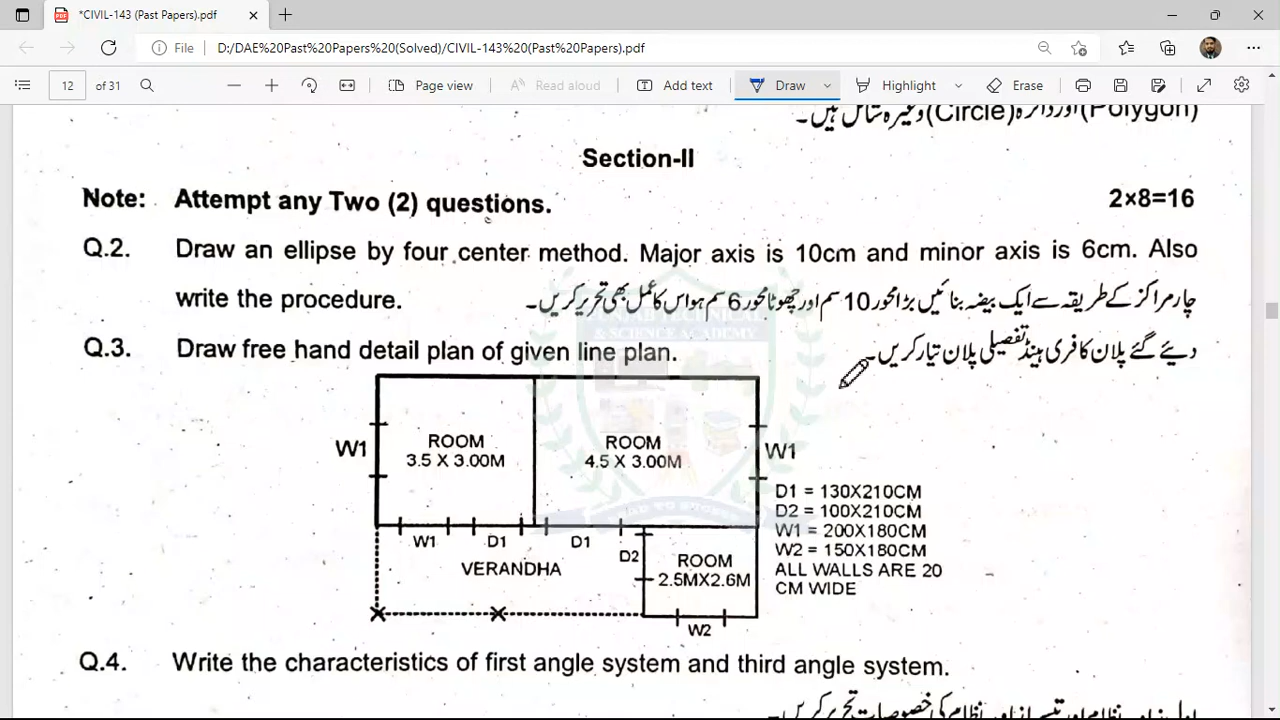 *CIVIL-143 (Past Papers).pdf
File
D:/DAE%20Past%20Papers%20(Solved)/CIVIL-143%20(Past%20Papers).pdf
12 of 31
Page view
Read aloud
Add text
Draw
Highlight
Erase
(Polygon) اور دائرہ (Circle) وغیرہ شامل ہیں۔
Section-II
Note: Attempt any Two (2) questions. 2×8=16
Q.2. Draw an ellipse by four center method. Major axis is 10cm and minor axis is 6cm. Also
write the procedure. چار مراکز کے طریقہ سے ایک بیضہ بنائیں بڑا محور 10 سم اور چھوٹا محور 6 سم ہو اس کا عمل بھی تحریر کریں۔
Q.3. Draw free hand detail plan of given line plan. دیئے گئے پلان کا فری ہینڈ تفصیلی پلان تیار کریں۔
ROOM
3.5 X 3.00M
ROOM
4.5 X 3.00M
W1
W1
D1 = 130X210CM
D2 = 100X210CM
W1 = 200X180CM
W2 = 150X180CM
ALL WALLS ARE 20
CM WIDE
W1
D1
D1
D2
VERANDHA
ROOM
2.5MX2.6M
W2
Q.4. Write the characteristics of first angle system and third angle system.